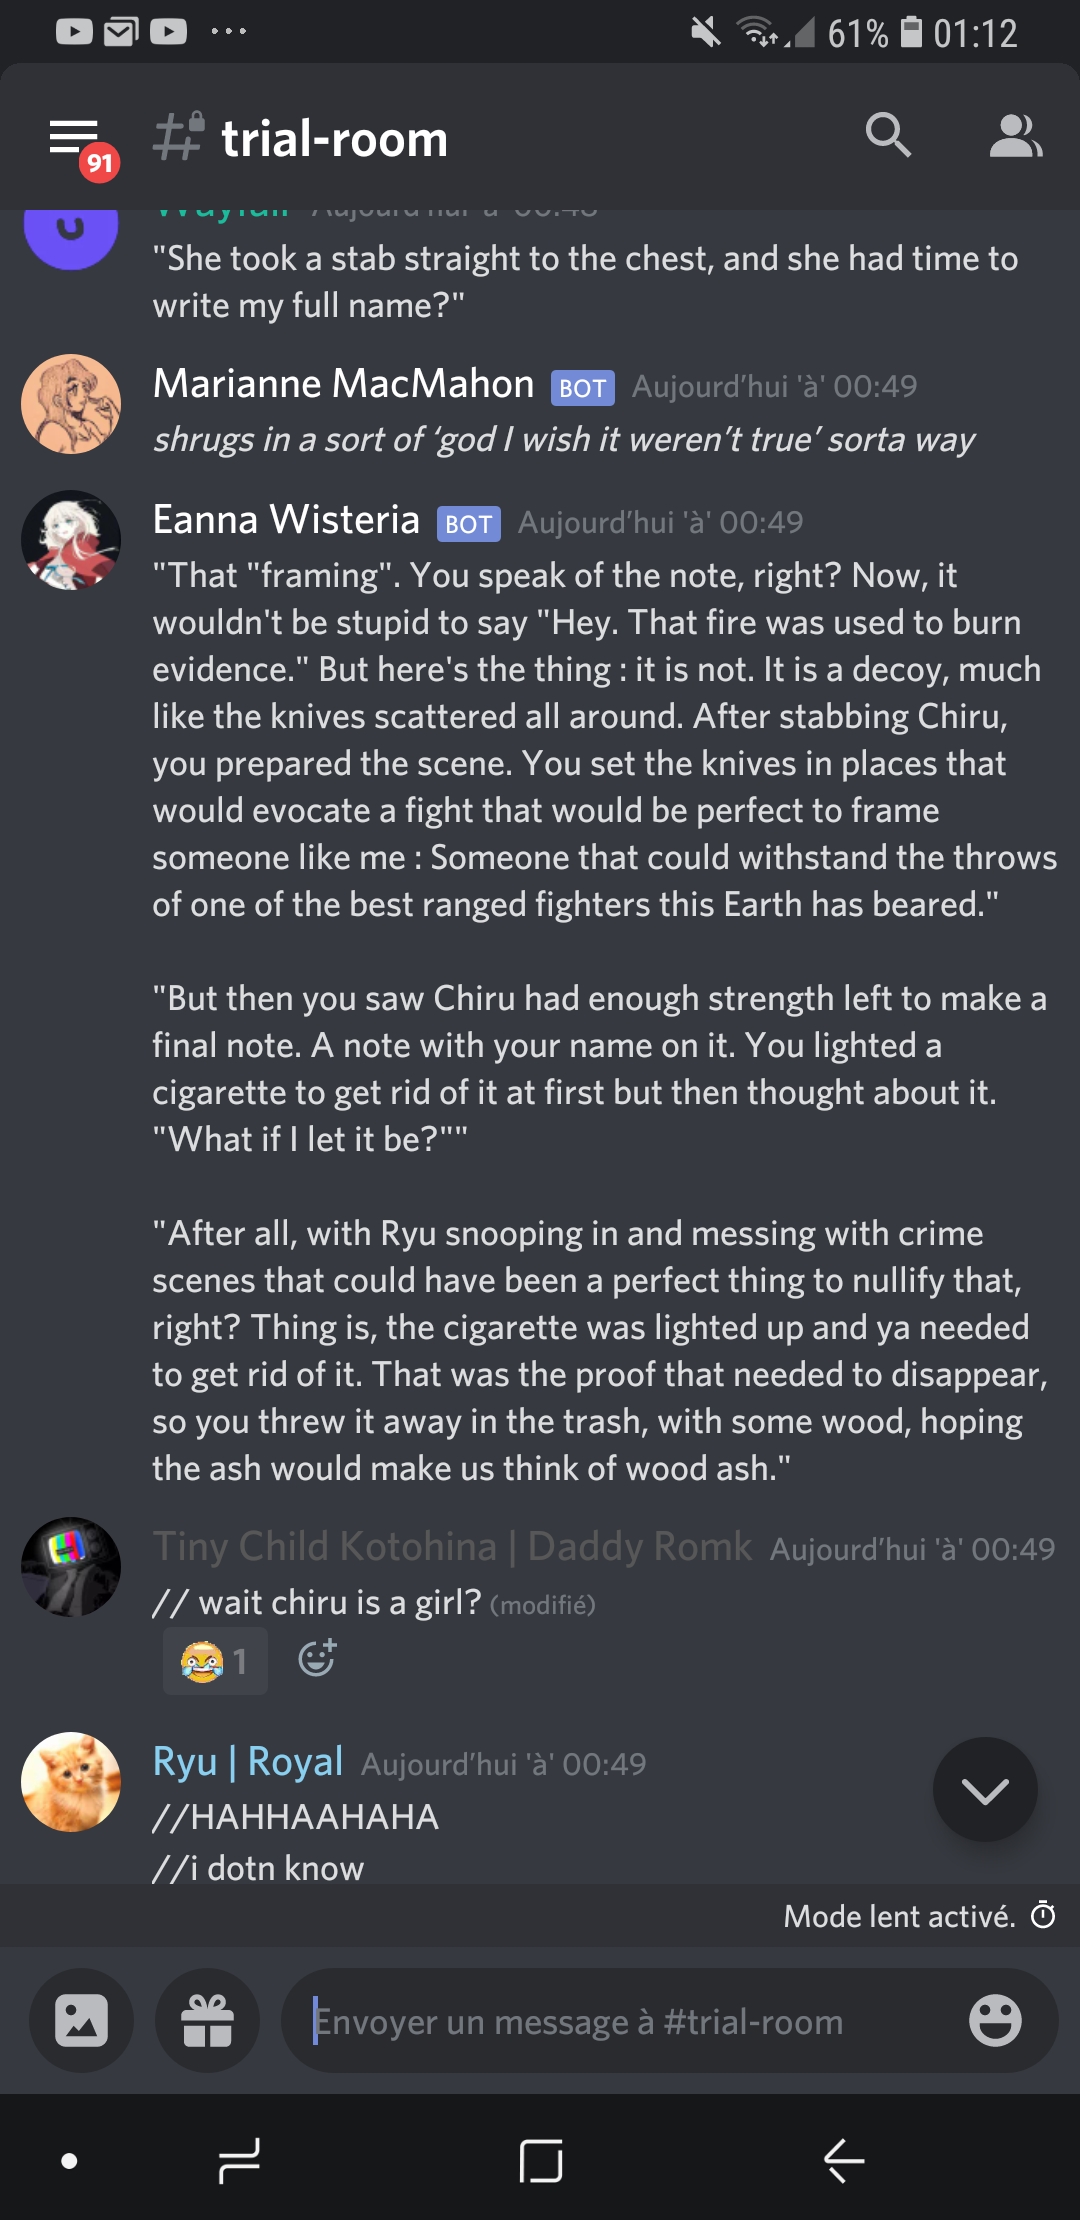 61% 01:12
91
# trial-room
Wayfall Aujourd'hui 'à' 00:48
"She took a stab straight to the chest, and she had time to
write my full name?"
Marianne MacMahon BOT Aujourd'hui 'à' 00:49
shrugs in a sort of ‘god I wish it weren’t true’ sorta way
Eanna Wisteria BOT Aujourd'hui 'à' 00:49
"That "framing". You speak of the note, right? Now, it
wouldn't be stupid to say "Hey. That fire was used to burn
evidence." But here's the thing : it is not. It is a decoy, much
like the knives scattered all around. After stabbing Chiru,
you prepared the scene. You set the knives in places that
would evocate a fight that would be perfect to frame
someone like me : Someone that could withstand the throws
of one of the best ranged fighters this Earth has beared."
"But then you saw Chiru had enough strength left to make a
final note. A note with your name on it. You lighted a
cigarette to get rid of it at first but then thought about it.
"What if I let it be?""
"After all, with Ryu snooping in and messing with crime
scenes that could have been a perfect thing to nullify that,
right? Thing is, the cigarette was lighted up and ya needed
to get rid of it. That was the proof that needed to disappear,
so you threw it away in the trash, with some wood, hoping
the ash would make us think of wood ash."
Tiny Child Kotohina | Daddy Romk Aujourd'hui 'à' 00:49
// wait chiru is a girl? (modifié)
1
Ryu | Royal Aujourd'hui 'à' 00:49
//HAHHAAHAHA
//i dotn know
Mode lent activé.
Envoyer un message à #trial-room